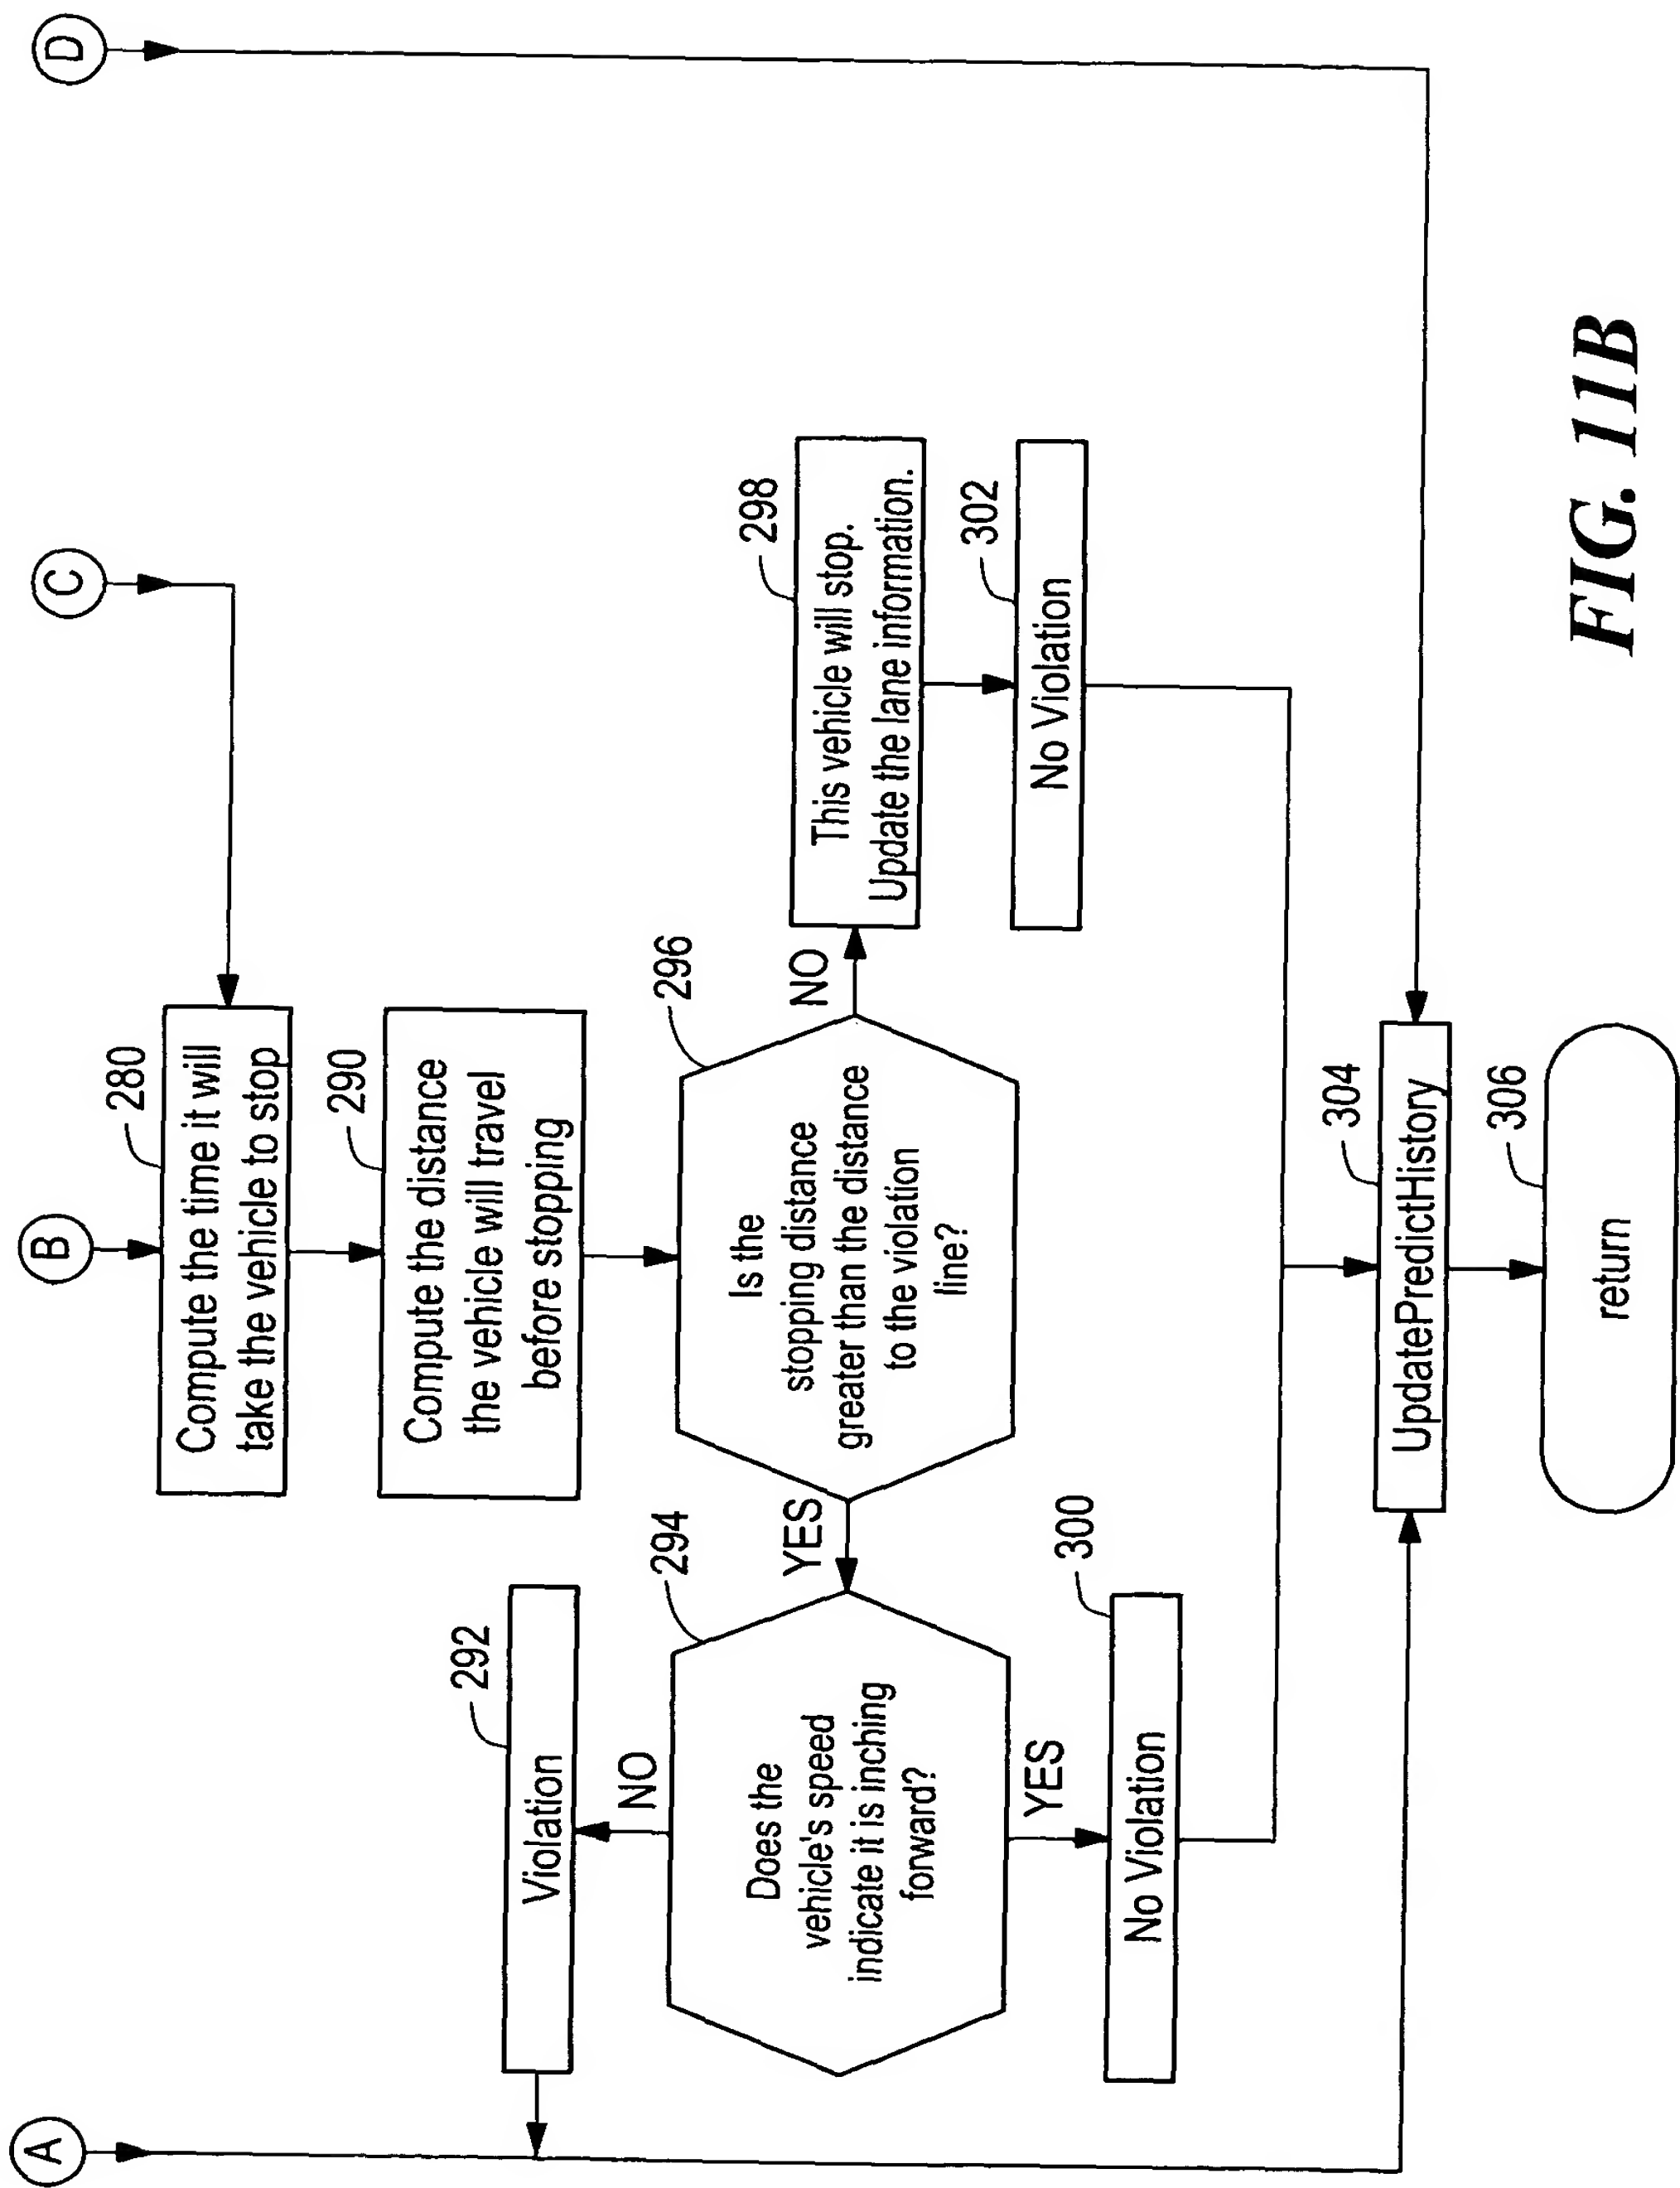 A
B
C
D
280
Compute the time it will
take the vehicle to stop
290
Compute the distance
the vehicle will travel
before stopping
296
Is the
stopping distance
greater than the distance
to the violation
line?
YES
NO
292
Violation
NO
294
Does the
vehicle's speed
indicate it is inching
forward?
YES
300
No Violation
298
This vehicle will stop.
Update the lane information.
302
No Violation
304
UpdatePredictHistory
306
return
FIG. 11B